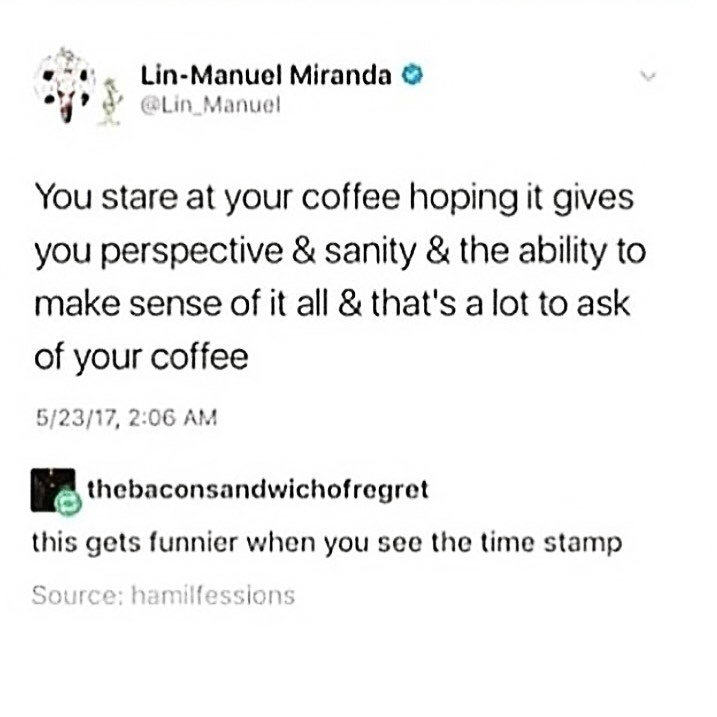 Lin-Manuel Miranda
@Lin_Manuel
You stare at your coffee hoping it gives
you perspective & sanity & the ability to
make sense of it all & that's a lot to ask
of your coffee
5/23/17, 2:06 AM
thebaconsandwichofregret
this gets funnier when you see the time stamp
Source: hamilfessions